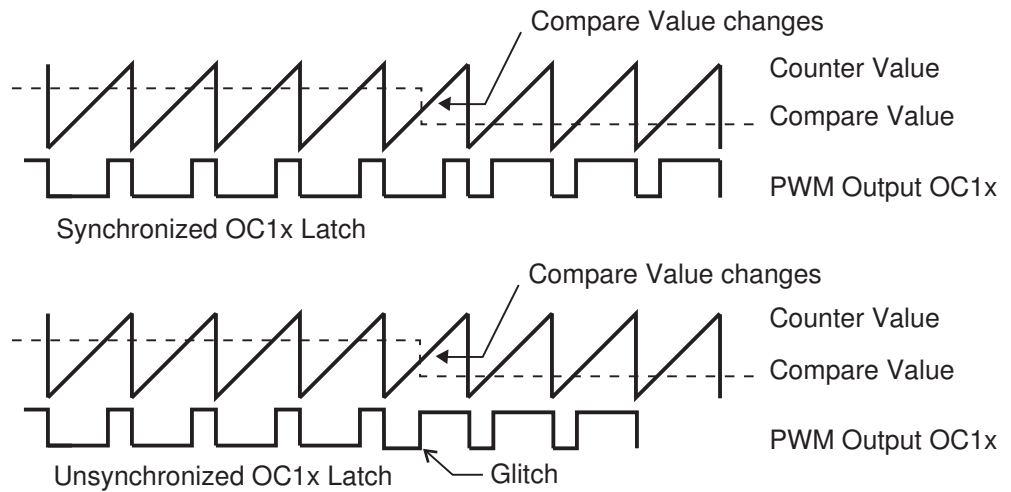 Compare Value changes
Counter Value
Compare Value
PWM Output OC1x
Synchronized OC1x Latch
Compare Value changes
Counter Value
Compare Value
PWM Output OC1x
Unsynchronized OC1x Latch
Glitch